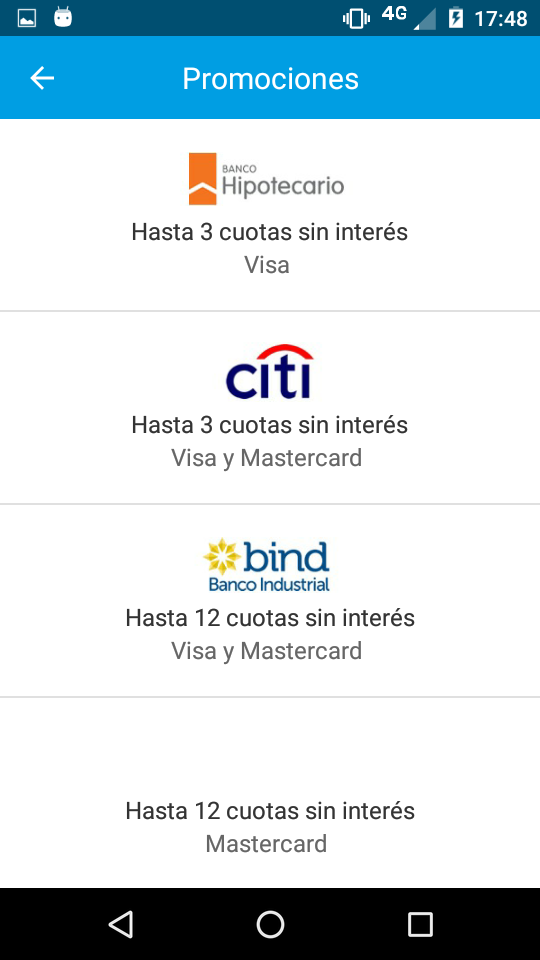 4G 17:48
Promociones
BANCO
Hipotecario
Hasta 3 cuotas sin interés
Visa
citi
Hasta 3 cuotas sin interés
Visa y Mastercard
bind
Banco Industrial
Hasta 12 cuotas sin interés
Visa y Mastercard
Hasta 12 cuotas sin interés
Mastercard